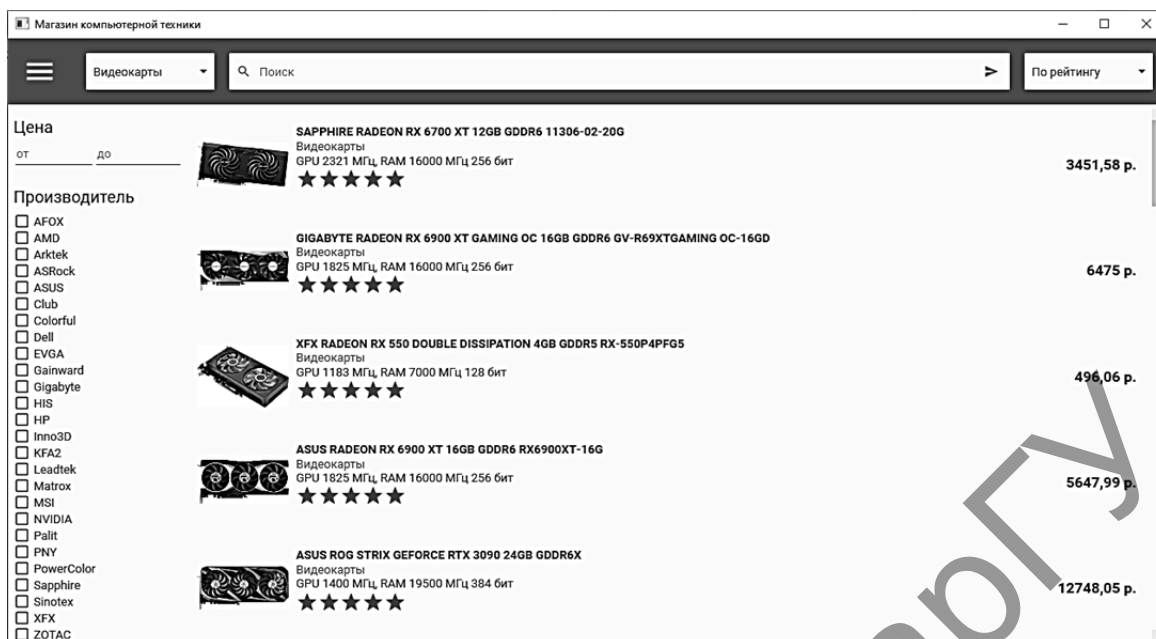 Магазин компьютерной техники
Видеокарты
Поиск
По рейтингу
Цена
от до
Производитель
AFOX
AMD
Arktek
ASRock
ASUS
Club
Colorful
Dell
EVGA
Gainward
Gigabyte
HIS
HP
Inno3D
KFA2
Leadtek
Matrox
MSI
NVIDIA
Palit
PNY
PowerColor
Sapphire
Sinotex
XFX
ZOTAC
SAPPHIRE RADEON RX 6700 XT 12GB GDDR6 11306-02-20G
Видеокарты
GPU 2321 МГц, RAM 16000 МГц 256 бит
3451,58 р.
GIGABYTE RADEON RX 6900 XT GAMING OC 16GB GDDR6 GV-R69XTGAMING OC-16GD
Видеокарты
GPU 1825 МГц, RAM 16000 МГц 256 бит
6475 р.
XFX RADEON RX 550 DOUBLE DISSIPATION 4GB GDDR5 RX-550P4PFG5
Видеокарты
GPU 1183 МГц, RAM 7000 МГц 128 бит
496,06 р.
ASUS RADEON RX 6900 XT 16GB GDDR6 RX6900XT-16G
Видеокарты
GPU 1825 МГц, RAM 16000 МГц 256 бит
5647,99 р.
ASUS ROG STRIX GEFORCE RTX 3090 24GB GDDR6X
Видеокарты
GPU 1400 МГц, RAM 19500 МГц 384 бит
12748,05 р.